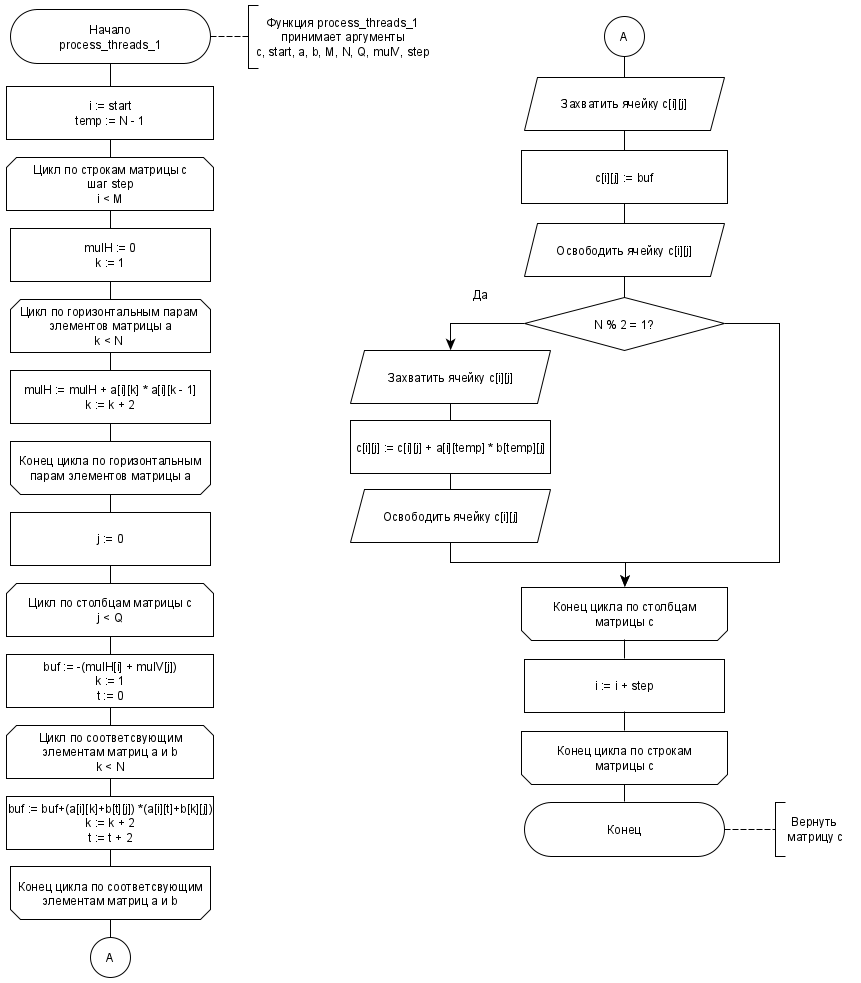 Начало
process_threads_1
Функция process_threads_1
принимает аргументы
c, start, a, b, M, N, Q, mulV, step
i := start
temp := N - 1
Цикл по строкам матрицы c
шаг step
i < M
mulH := 0
k := 1
Цикл по горизонтальным парам
элементов матрицы a
k < N
mulH := mulH + a[i][k] * a[i][k - 1]
k := k + 2
Конец цикла по горизонтальным
парам элементов матрицы a
j := 0
Цикл по столбцам матрицы c
j < Q
buf := -(mulH[i] + mulV[j])
k := 1
t := 0
Цикл по соответсвующим
элементам матриц a и b
k < N
buf := buf+(a[i][k]+b[t][j]) *(a[i][t]+b[k][j])
k := k + 2
t := t + 2
Конец цикла по соответсвующим
элементам матриц a и b
A
A
Захватить ячейку c[i][j]
c[i][j] := buf
Освободить ячейку c[i][j]
Да
N % 2 = 1?
Захватить ячейку c[i][j]
c[i][j] := c[i][j] + a[i][temp] * b[temp][j]
Освободить ячейку c[i][j]
Конец цикла по столбцам
матрицы c
i := i + step
Конец цикла по строкам
матрицы c
Конец
Вернуть
матрицу c